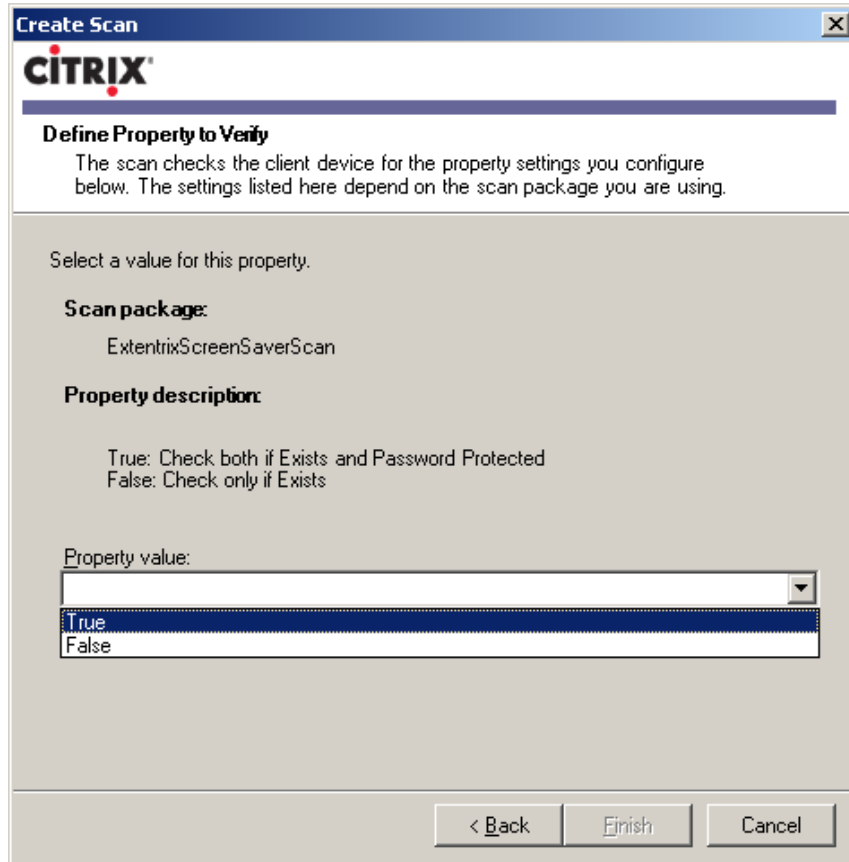 Create Scan
CİTRIX
Define Property to Verify
The scan checks the client device for the property settings you configure
below. The settings listed here depend on the scan package you are using.
Select a value for this property.
Scan package:
ExtentrixScreenSaverScan
Property description:
True: Check both if Exists and Password Protected
False: Check only if Exists
Property value:
True
False
< Back
Finish
Cancel